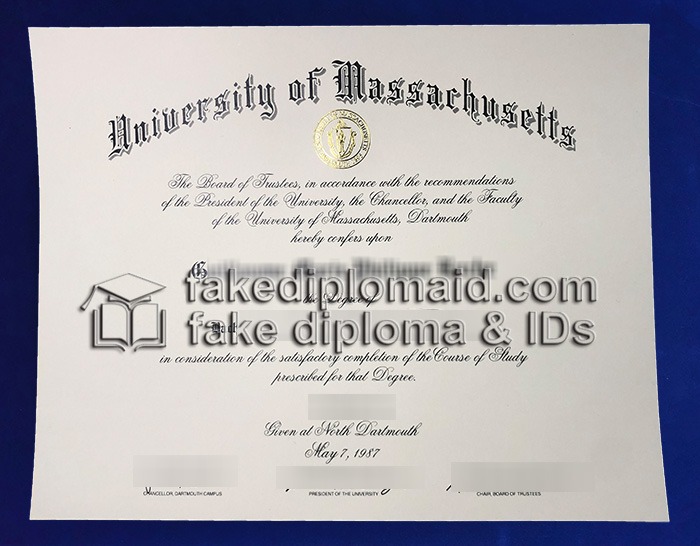 University of Massachusetts
The Board of Trustees, in accordance with the recommendations
of the President of the University, the Chancellor, and the Faculty
of the University of Massachusetts, Dartmouth
hereby confers upon
fakediplomaid.com
the Degree of
fake diploma & IDs
in consideration of the satisfactory completion of the Course of Study
prescribed for that Degree.
Given at North Dartmouth
May 7, 1987
CHANCELLOR, DARTMOUTH CAMPUS
PRESIDENT OF THE UNIVERSITY
CHAIR, BOARD OF TRUSTEES